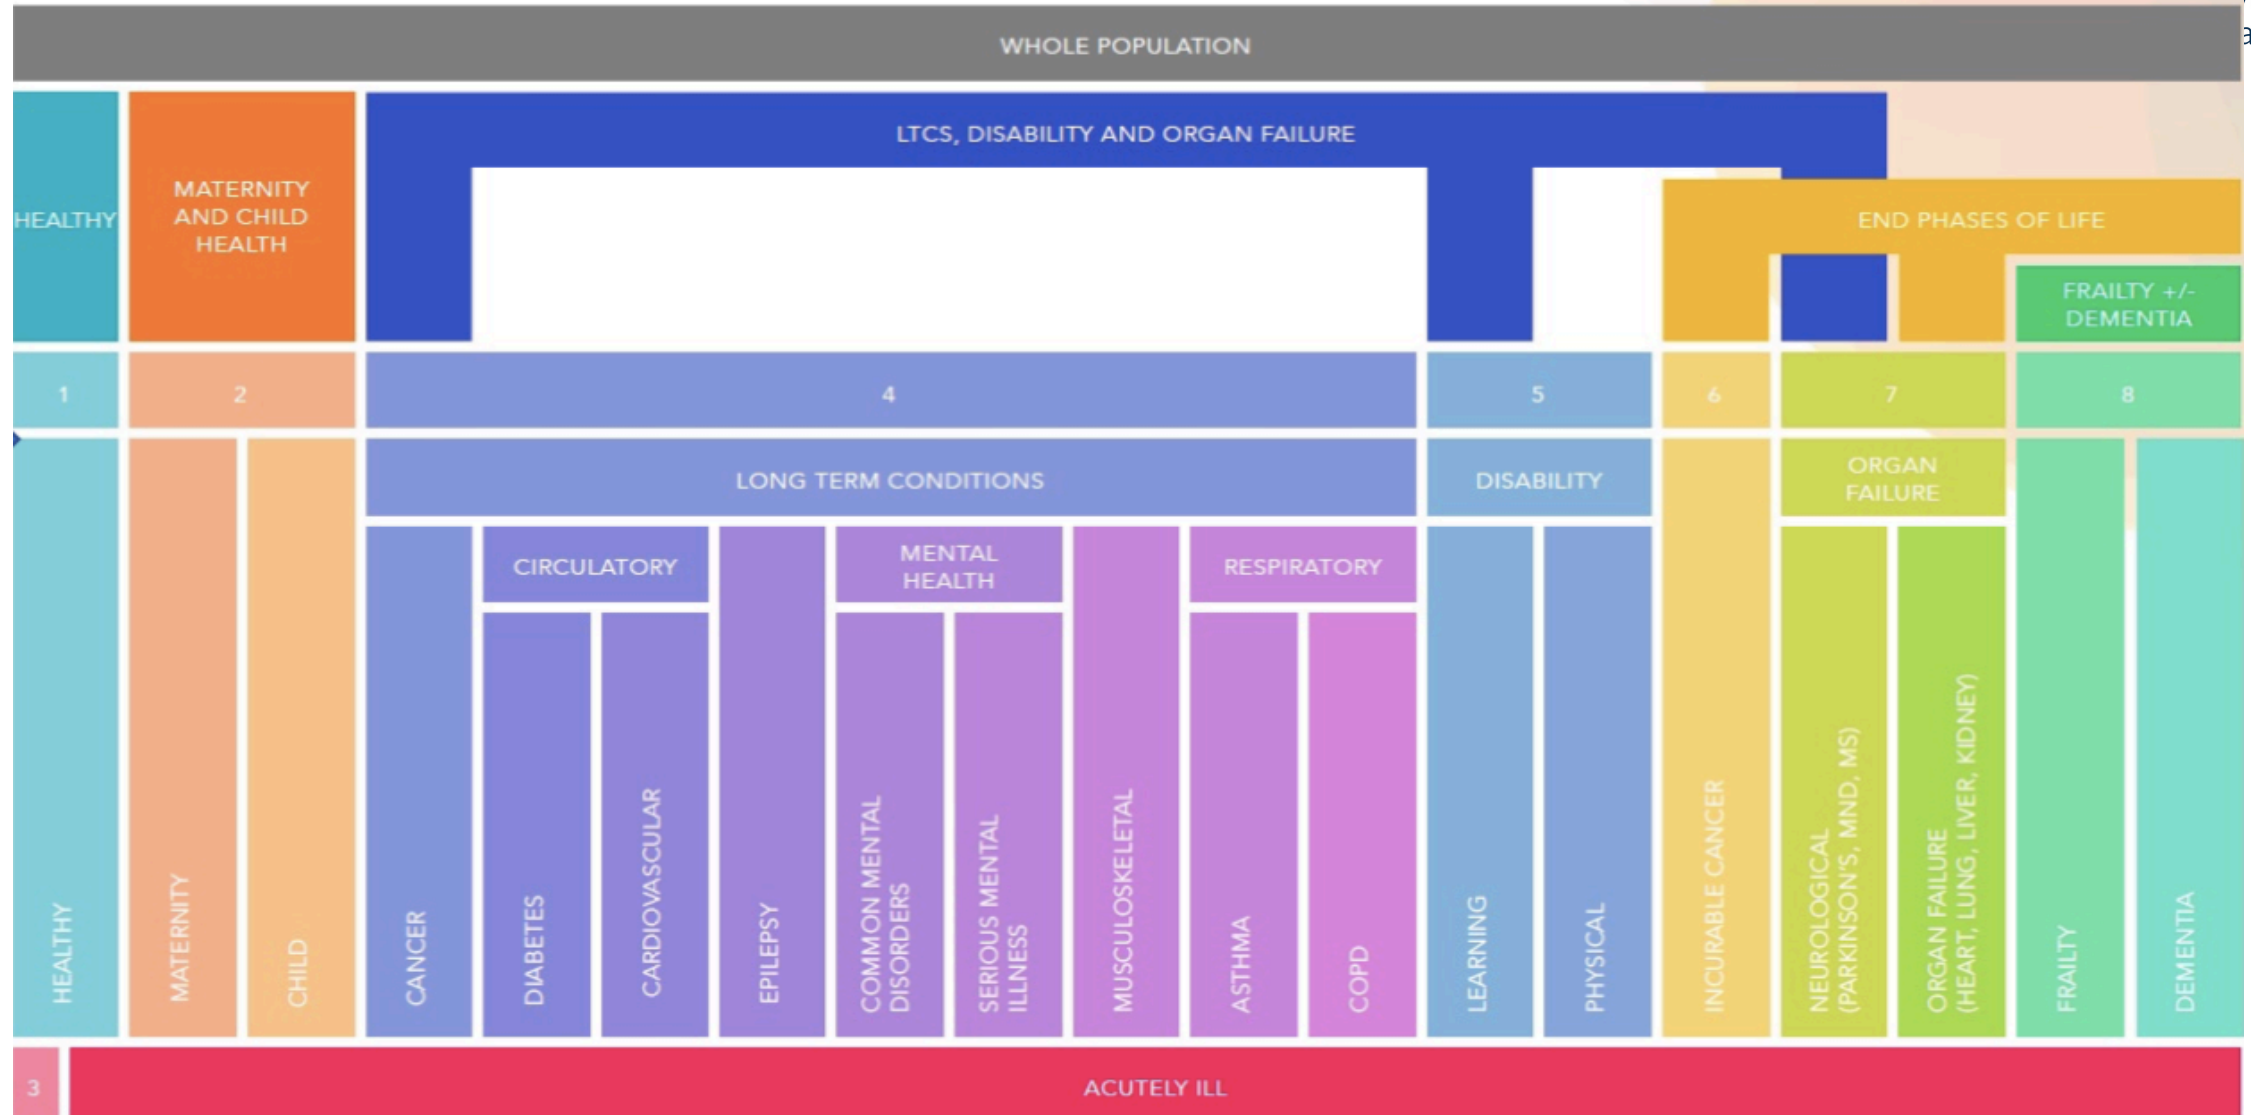 WHOLE POPULATION
a
LTCS, DISABILITY AND ORGAN FAILURE
HEALTHY
MATERNITY
AND CHILD
HEALTH
END PHASES OF LIFE
FRAILTY +/-
DEMENTIA
1
2
4
5
6
7
8
LONG TERM CONDITIONS
DISABILITY
ORGAN
FAILURE
CIRCULATORY
MENTAL
HEALTH
RESPIRATORY
HEALTHY
MATERNITY
CHILD
CANCER
DIABETES
CARDIOVASCULAR
EPILEPSY
COMMON MENTAL
DISORDERS
SERIOUS MENTAL
ILLNESS
MUSCULOSKELETAL
ASTHMA
COPD
LEARNING
PHYSICAL
INCURABLE CANCER
NEUROLOGICAL
(PARKINSON'S, MND, MS)
ORGAN FAILURE
(HEART, LUNG, LIVER, KIDNEY)
FRAILTY
DEMENTIA
3
ACUTELY ILL